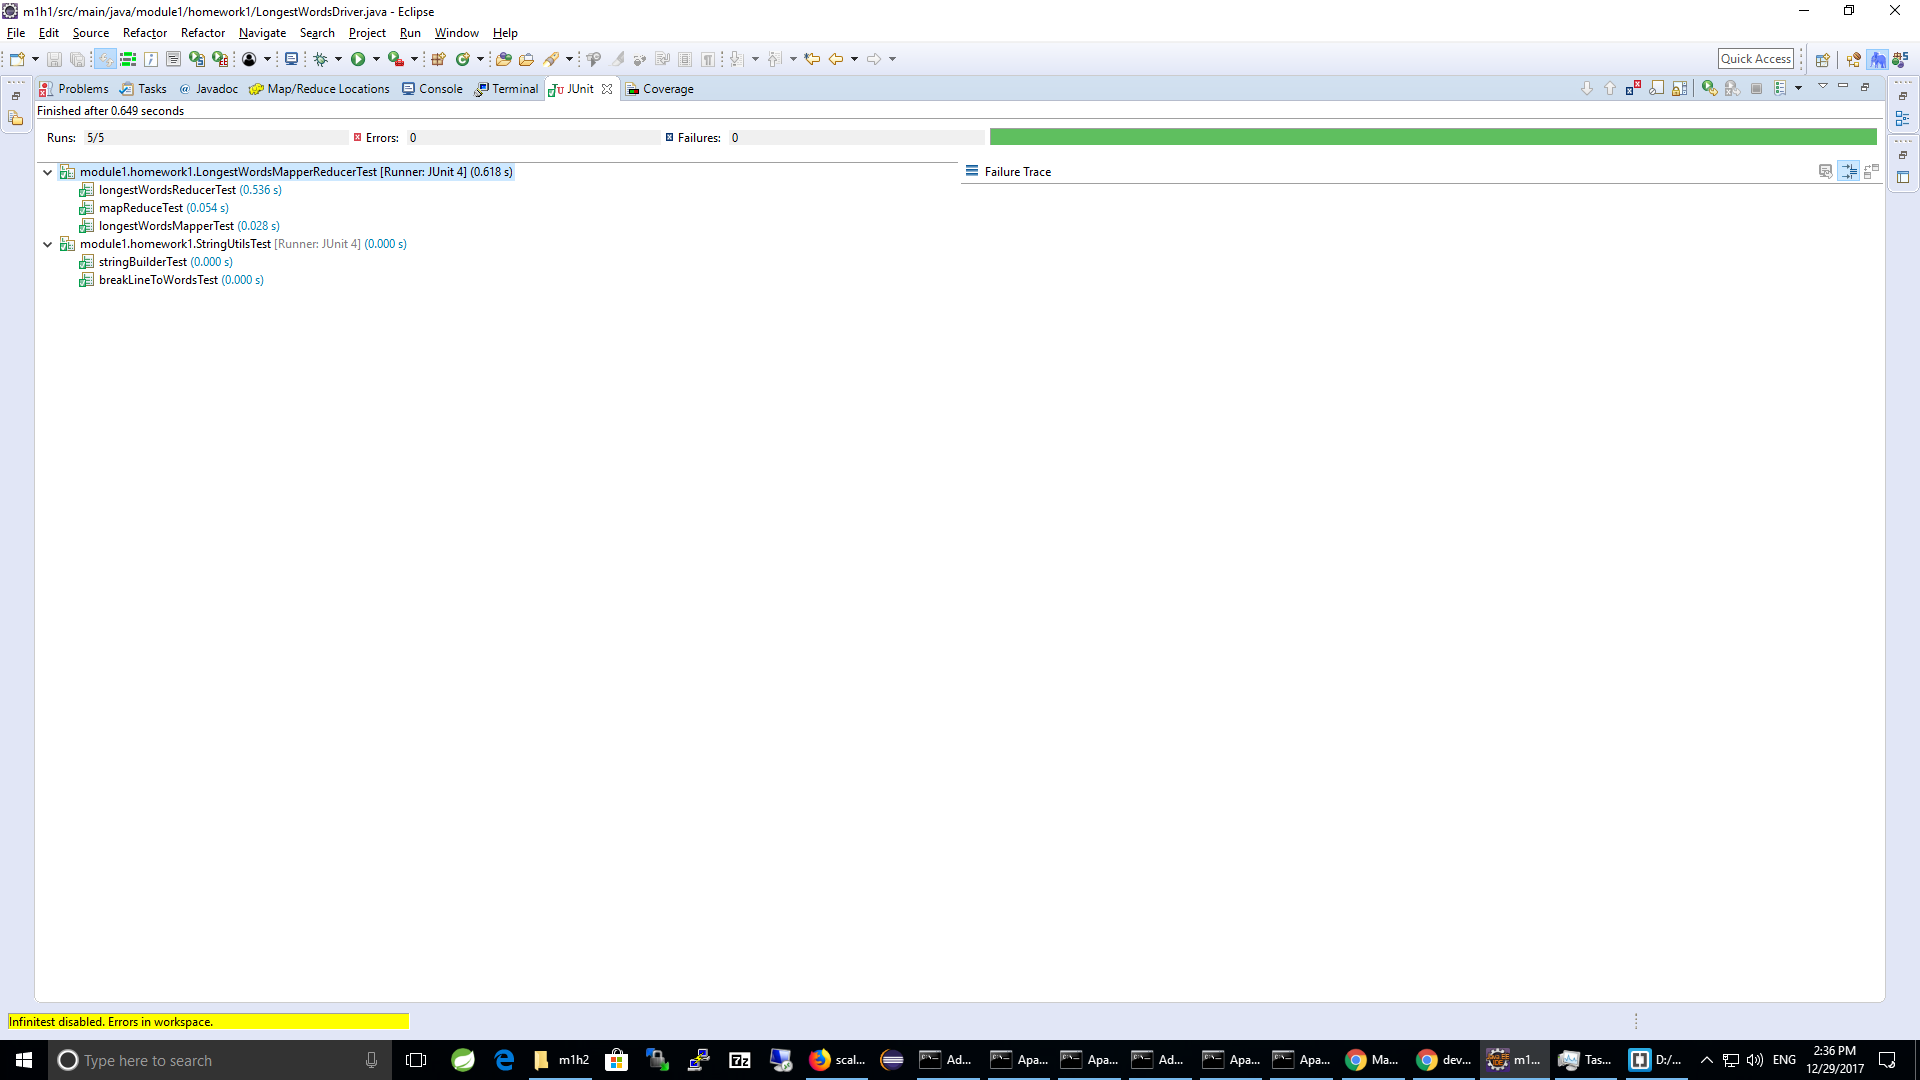 m1h1/src/main/java/module1/homework1/LongestWordsDriver.java - Eclipse
File Edit Source Refactor Refactor Navigate Search Project Run Window Help
Quick Access
Problems Tasks @ Javadoc Map/Reduce Locations Console Terminal JUnit Coverage
Finished after 0.649 seconds
Runs: 5/5 Errors: 0 Failures: 0
module1.homework1.LongestWordsMapperReducerTest [Runner: JUnit 4] (0.618 s)
Failure Trace
longestWordsReducerTest (0.536 s)
mapReduceTest (0.054 s)
longestWordsMapperTest (0.028 s)
module1.homework1.StringUtilsTest [Runner: JUnit 4] (0.000 s)
stringBuilderTest (0.000 s)
breakLineToWordsTest (0.000 s)
Infinitest disabled. Errors in workspace.
Type here to search
m1h2
7z
scal...
Ad...
Apa...
Apa...
Ad...
Apa...
Apa...
Ma...
dev...
m1...
Tas...
D:/...
ENG
2:36 PM
12/29/2017